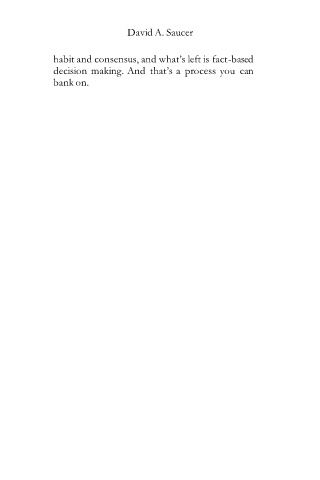 David A. Saucer
habit and consensus, and what's left is fact-based
decision making. And that's a process you can
bank on.